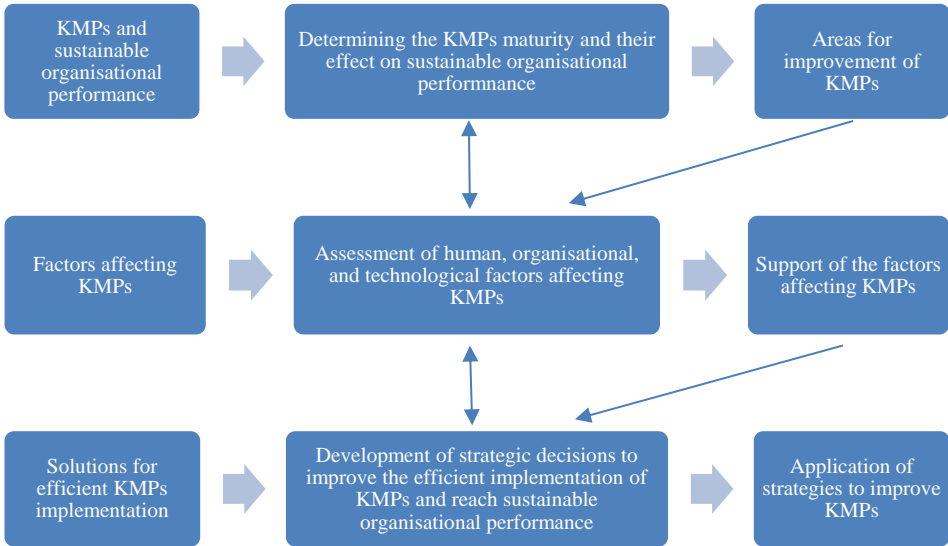 KMPs and
sustainable
organisational
performance
Determining the KMPs maturity and their
effect on sustainable organisational
performnance
Areas for
improvement of
KMPs
Factors affecting
KMPs
Assessment of human, organisational,
and technological factors affecting
KMPs
Support of the factors
affecting KMPs
Solutions for
efficient KMPs
implementation
Development of strategic decisions to
improve the efficient implementation of
KMPs and reach sustainable
organisational performance
Application of
strategies to improve
KMPs